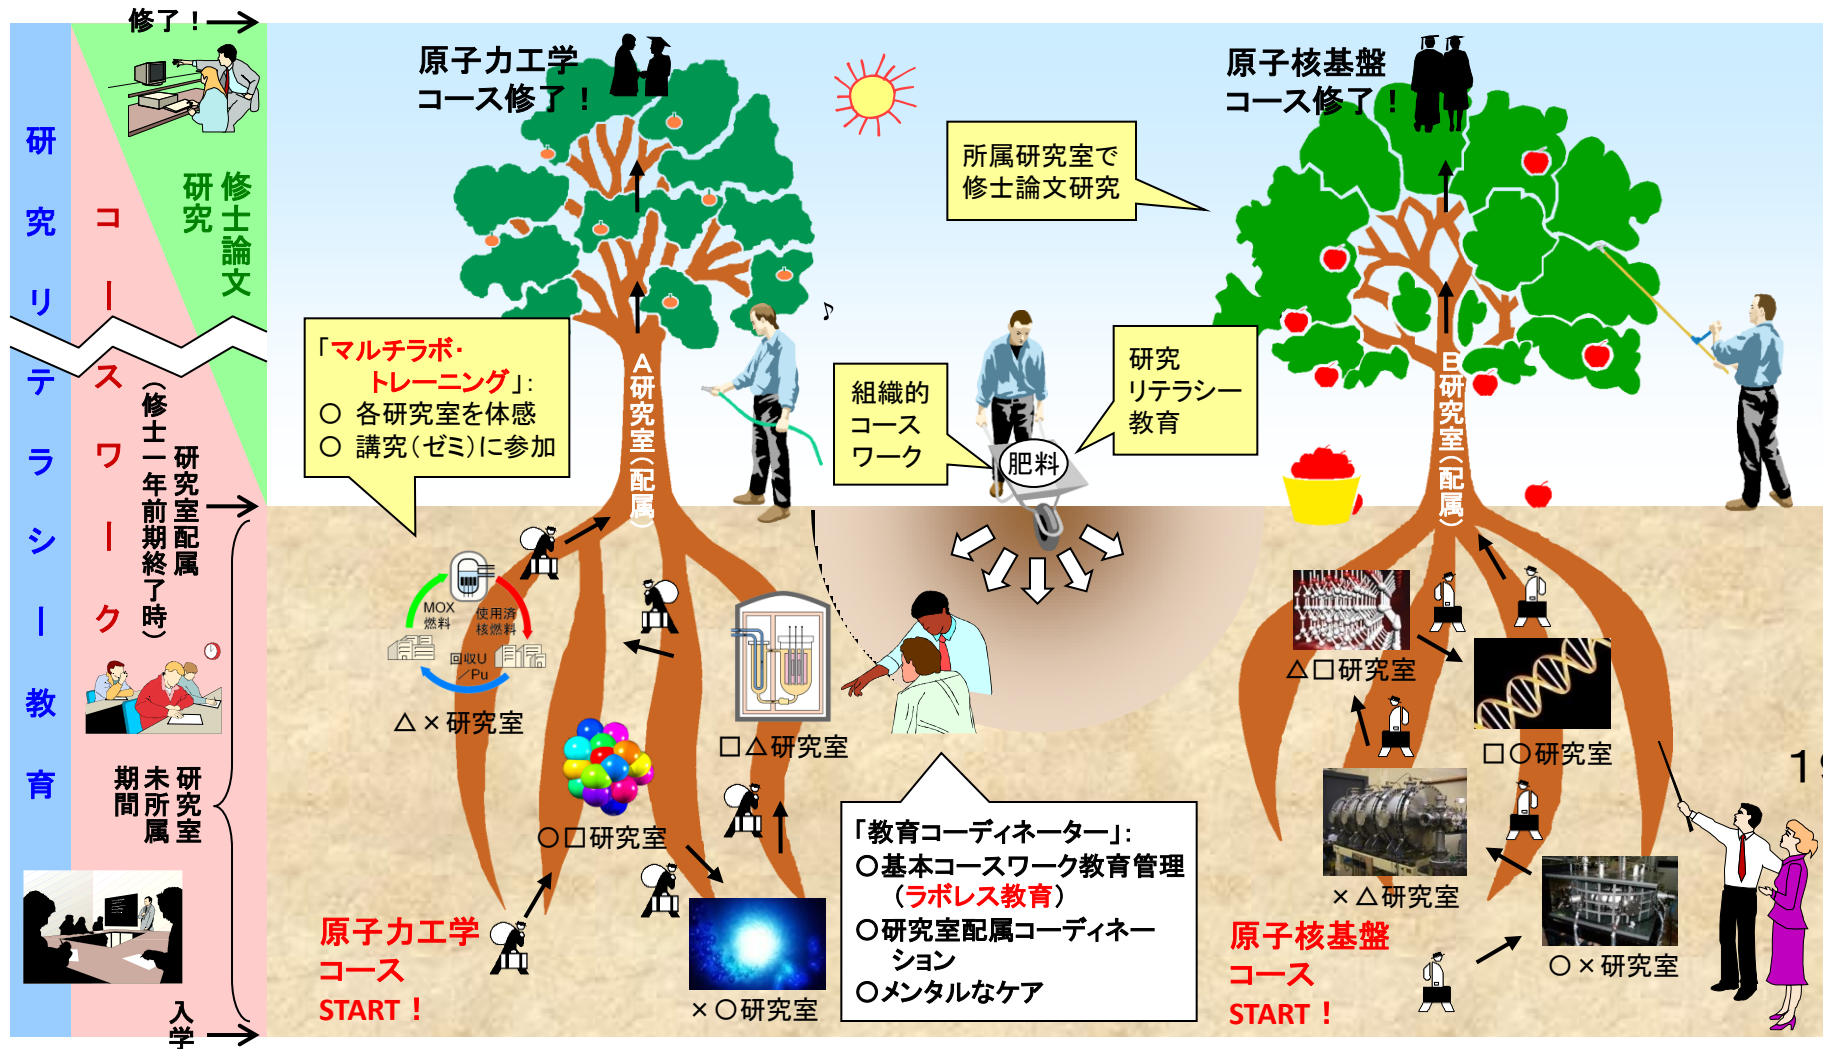 修了！
研究リテラシー教育
コースワーク
修士論文
研究
研究室配属
（修士一年前期終了時）
研究室
未所属
期間
入学
原子力工学
コース修了！
原子核基盤
コース修了！
所属研究室で
修士論文研究
「マルチラボ・
トレーニング」：
○ 各研究室を体感
○ 講究（ゼミ）に参加
A研究室（配属）
♪
組織的
コース
ワーク
研究
リテラシー
教育
肥料
B研究室（配属）
MOX
燃料
使用済
核燃料
回収U
／Pu
△×研究室
□△研究室
○□研究室
×○研究室
原子力工学
コース
START！
「教育コーディネーター」：
○基本コースワーク教育管理
（ラボレス教育）
○研究室配属コーディネー
ション
○メンタルなケア
△□研究室
□○研究室
×△研究室
○×研究室
原子核基盤
コース
START！